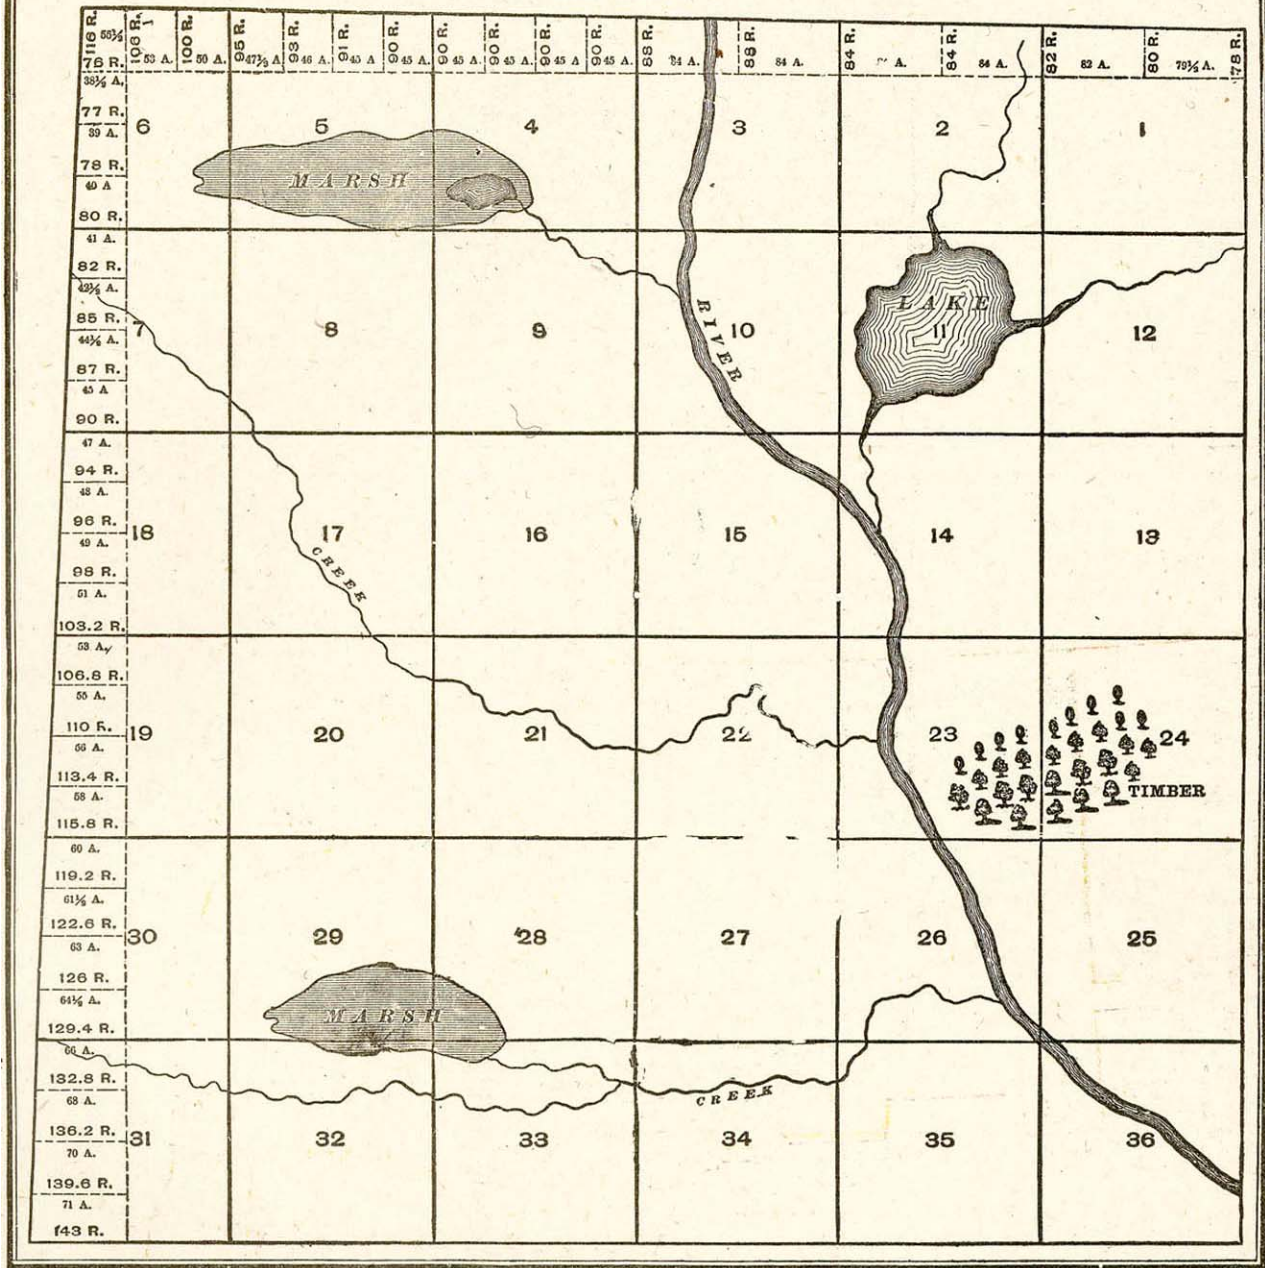 116 R. 106 R. 100 R. 95 R. 93 R. 91 R. 90 R. 90 R. 90 R. 90 R. 90 R. 88 R. 88 R. 84 R. 84 R. 82 R. 80 R. 78 R.
55½ 53 A. 50 A. 47½ A 46 A. 45 A 45 A. 45 A. 45 A. 45 A 45 A. 84 A. 84 A. A. 84 A. 82 A. 79½ A.
76 R.
38½ A.
77 R.
6 5 4 3 2 1
39 A.
78 R.
MARSH
40 A
80 R.
41 A.
82 R.
42½ A.
LAKE
RIVER
85 R.
7 8 9 10 11 12
44½ A.
87 R.
45 A
90 R.
47 A.
94 R.
48 A.
96 R.
18 17 16 15 14 13
49 A.
CREEK
98 R.
51 A.
103.2 R.
53 A.
106.8 R.
55 A.
110 R.
19 20 21 22 23 24
56 A.
113.4 R.
TIMBER
58 A.
115.8 R.
60 A.
119.2 R.
61½ A.
122.6 R.
30 29 28 27 26 25
63 A.
126 R.
64½ A.
MARSH
129.4 R.
66 A.
132.8 R.
CREEK
68 A.
136.2 R.
31 32 33 34 35 36
70 A.
139.6 R.
71 A.
143 R.